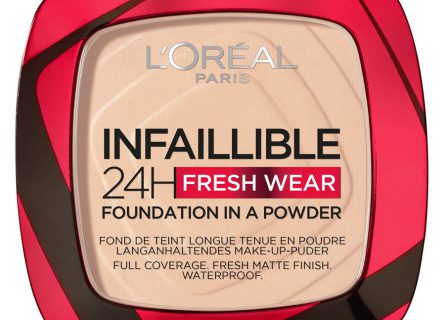 L'ORÉAL
PARIS
INFAILLIBLE
24H FRESH WEAR
FOUNDATION IN A POWDER
FOND DE TEINT LONGUE TENUE EN POUDRE
LANGANHALTENDES MAKE-UP-PUDER
FULL COVERAGE. FRESH MATTE FINISH.
WATERPROOF.